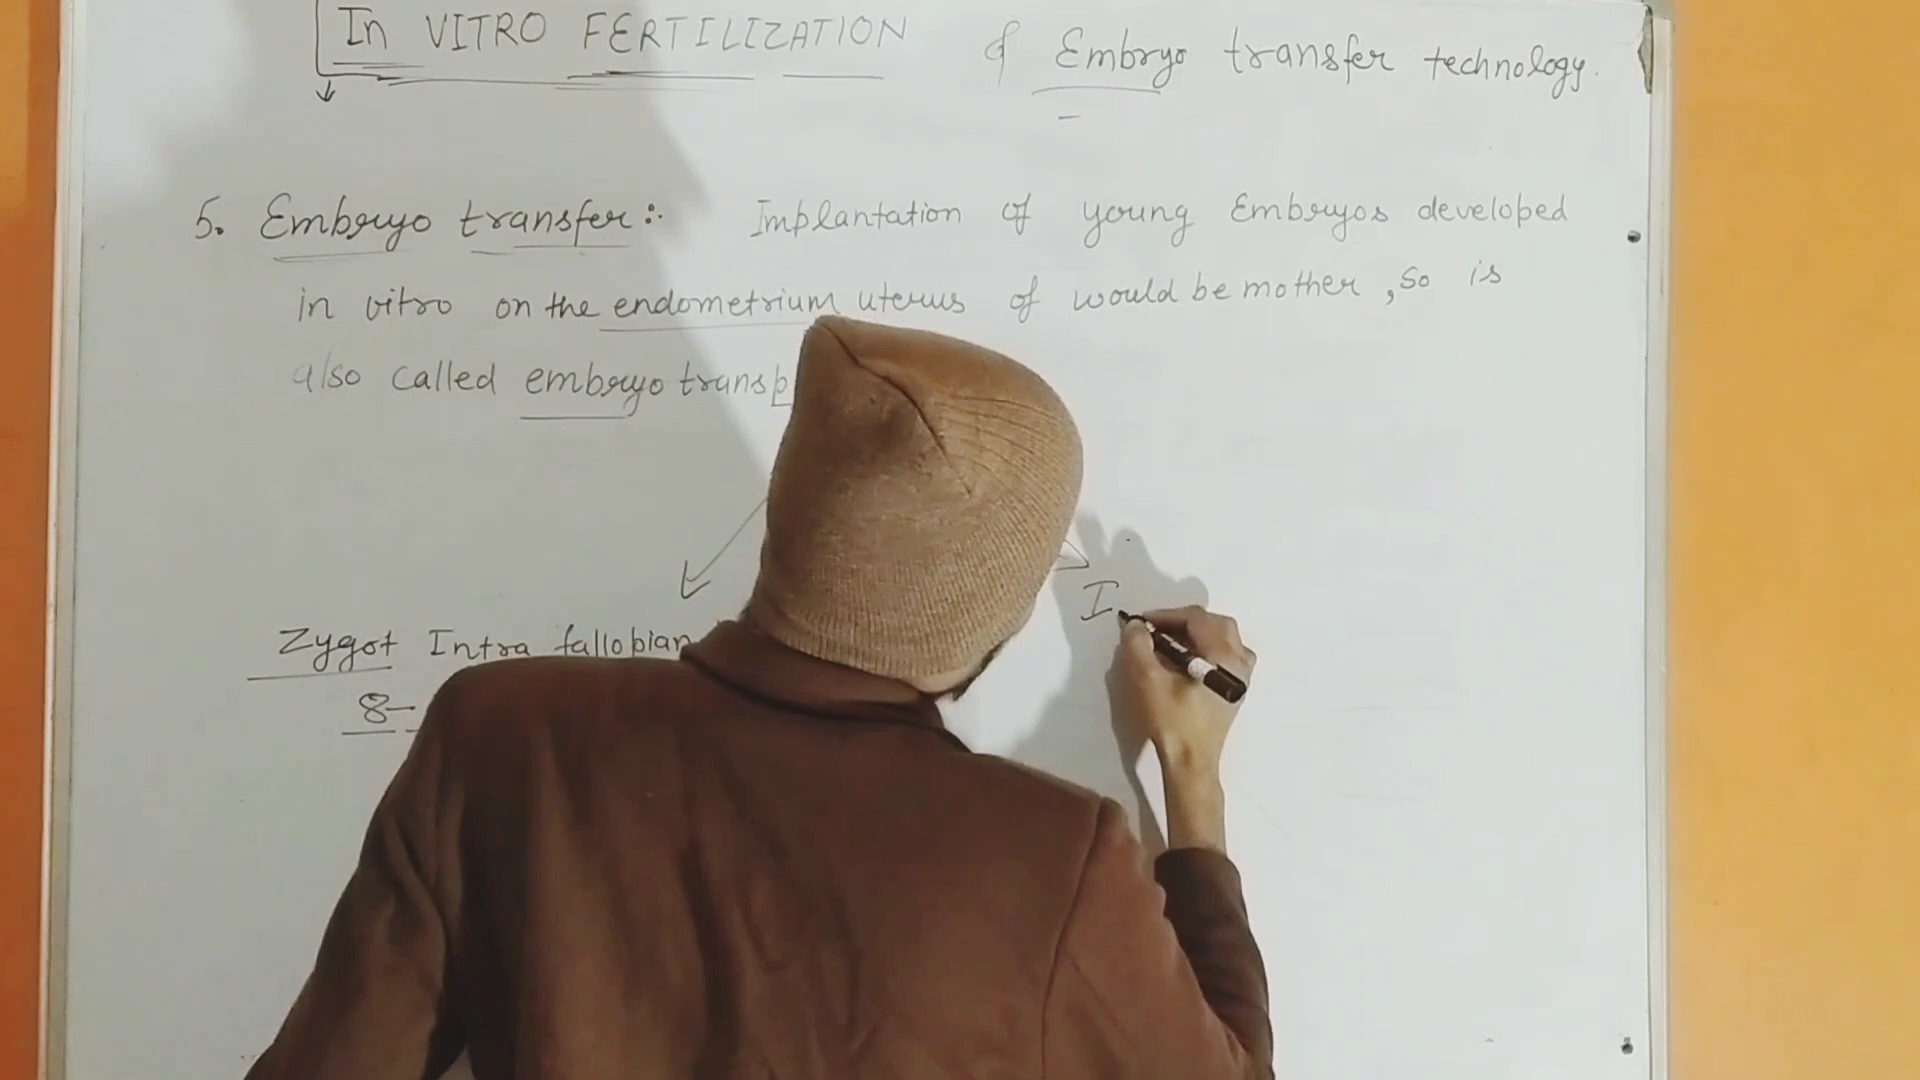 In VITRO FERTILIZATION & Embryo transfer technology.
5. Embryo transfer :- Implantation of young Embryos developed
in vitro on the endometrium uterus of would be mother, so is
also called embryo transp
Zygot Intra fallopian
8-
I